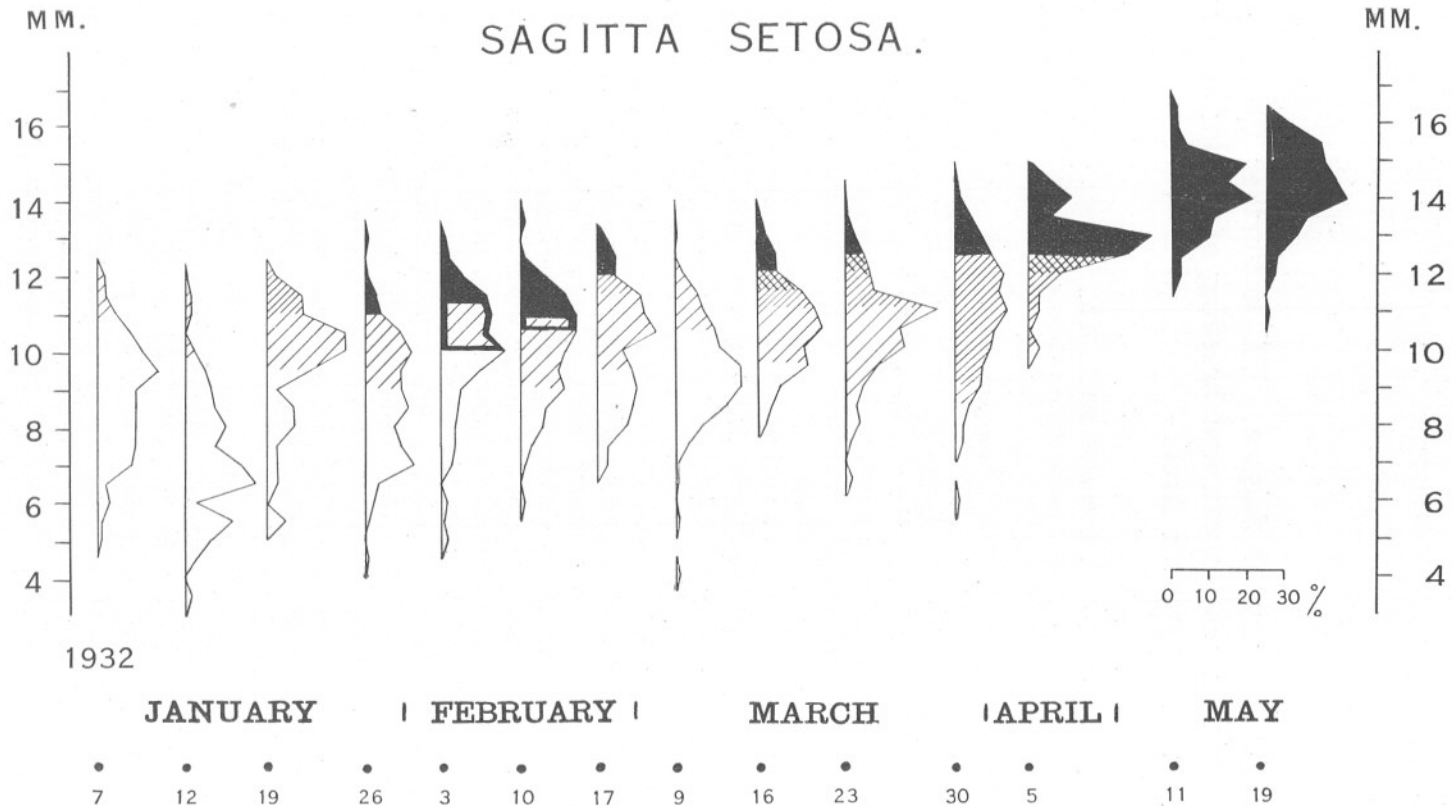 MM. MM.
SAGITTA SETOSA.
16 16
14 14
12 12
10 10
8 8
6 6
4 4
0 10 20 30 %
1932
JANUARY FEBRUARY MARCH APRIL MAY
7 12 19 26 3 10 17 9 16 23 30 5 11 19